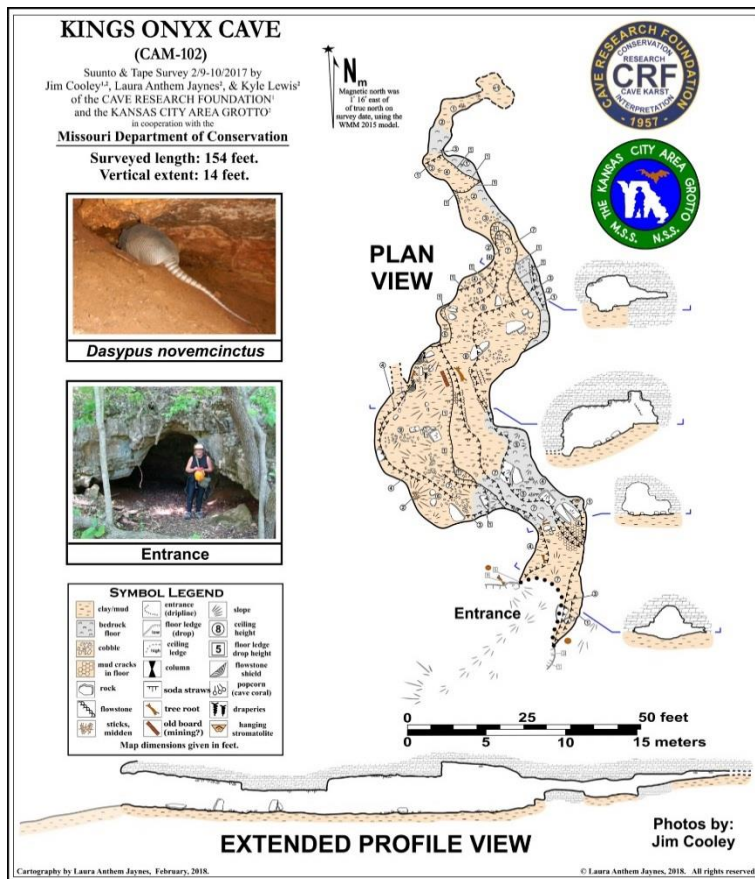 KINGS ONYX CAVE
(CAM-102)
Suunto & Tape Survey 2/9-10/2017 by
Jim Cooley¹,², Laura Anthem Jaynes², & Kyle Lewis²
of the CAVE RESEARCH FOUNDATION¹
and the KANSAS CITY AREA GROTTO²
in cooperation with the
Missouri Department of Conservation
Surveyed length: 154 feet.
Vertical extent: 14 feet.
Dasypus novemcinctus
Entrance
Nm
Magnetic north was
1° 16' east of
of true north on
survey date, using the
WMM 2015 model.
CAVE RESEARCH FOUNDATION
CONSERVATION
RESEARCH
CRF
CAVE KARST
INTERPRETATION
- 1957 -
THE KANSAS CITY AREA GROTTO
M.S.S. N.S.S.
PLAN
VIEW
Entrance
SYMBOL LEGEND
clay/mud
entrance
(dripline)
slope
bedrock
floor
low
floor ledge
(drop)
8
ceiling
height
cobble
high
ceiling
ledge
5
floor ledge
drop height
mud cracks
in floor
column
flowstone
shield
rock
soda straws
popcorn
(cave coral)
flowstone
tree root
draperies
sticks,
midden
old board
(mining?)
hanging
stromatolite
Map dimensions given in feet.
0 25 50 feet
0 5 10 15 meters
EXTENDED PROFILE VIEW
Photos by:
Jim Cooley
Cartography by Laura Anthem Jaynes, February, 2018.
© Laura Anthem Jaynes, 2018. All rights reserved.